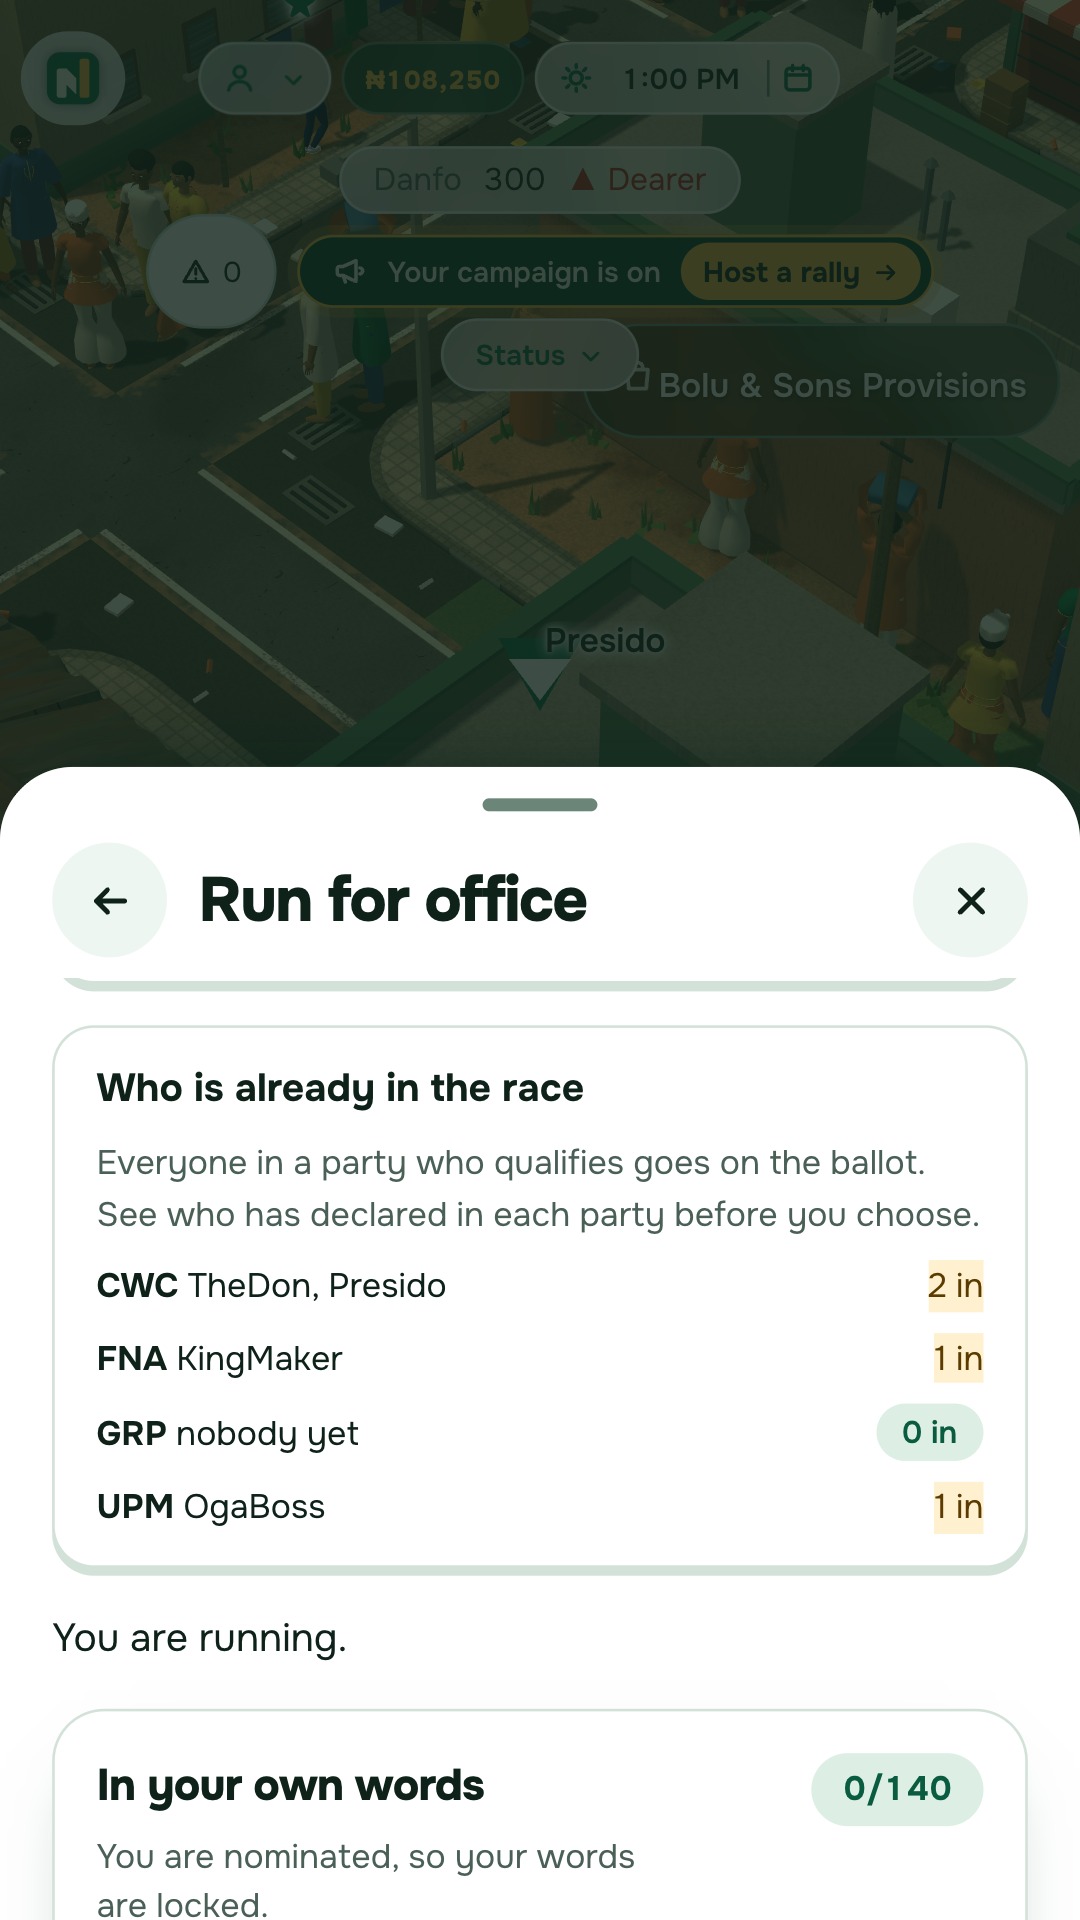 ₦108,250
1:00 PM
Danfo 300 ▲ Dearer
0
Your campaign is on
Host a rally →
Status
Bolu & Sons Provisions
Presido
Run for office
Who is already in the race
Everyone in a party who qualifies goes on the ballot.
See who has declared in each party before you choose.
CWC TheDon, Presido 2 in
FNA KingMaker 1 in
GRP nobody yet 0 in
UPM OgaBoss 1 in
You are running.
In your own words
0/140
You are nominated, so your words
are locked.